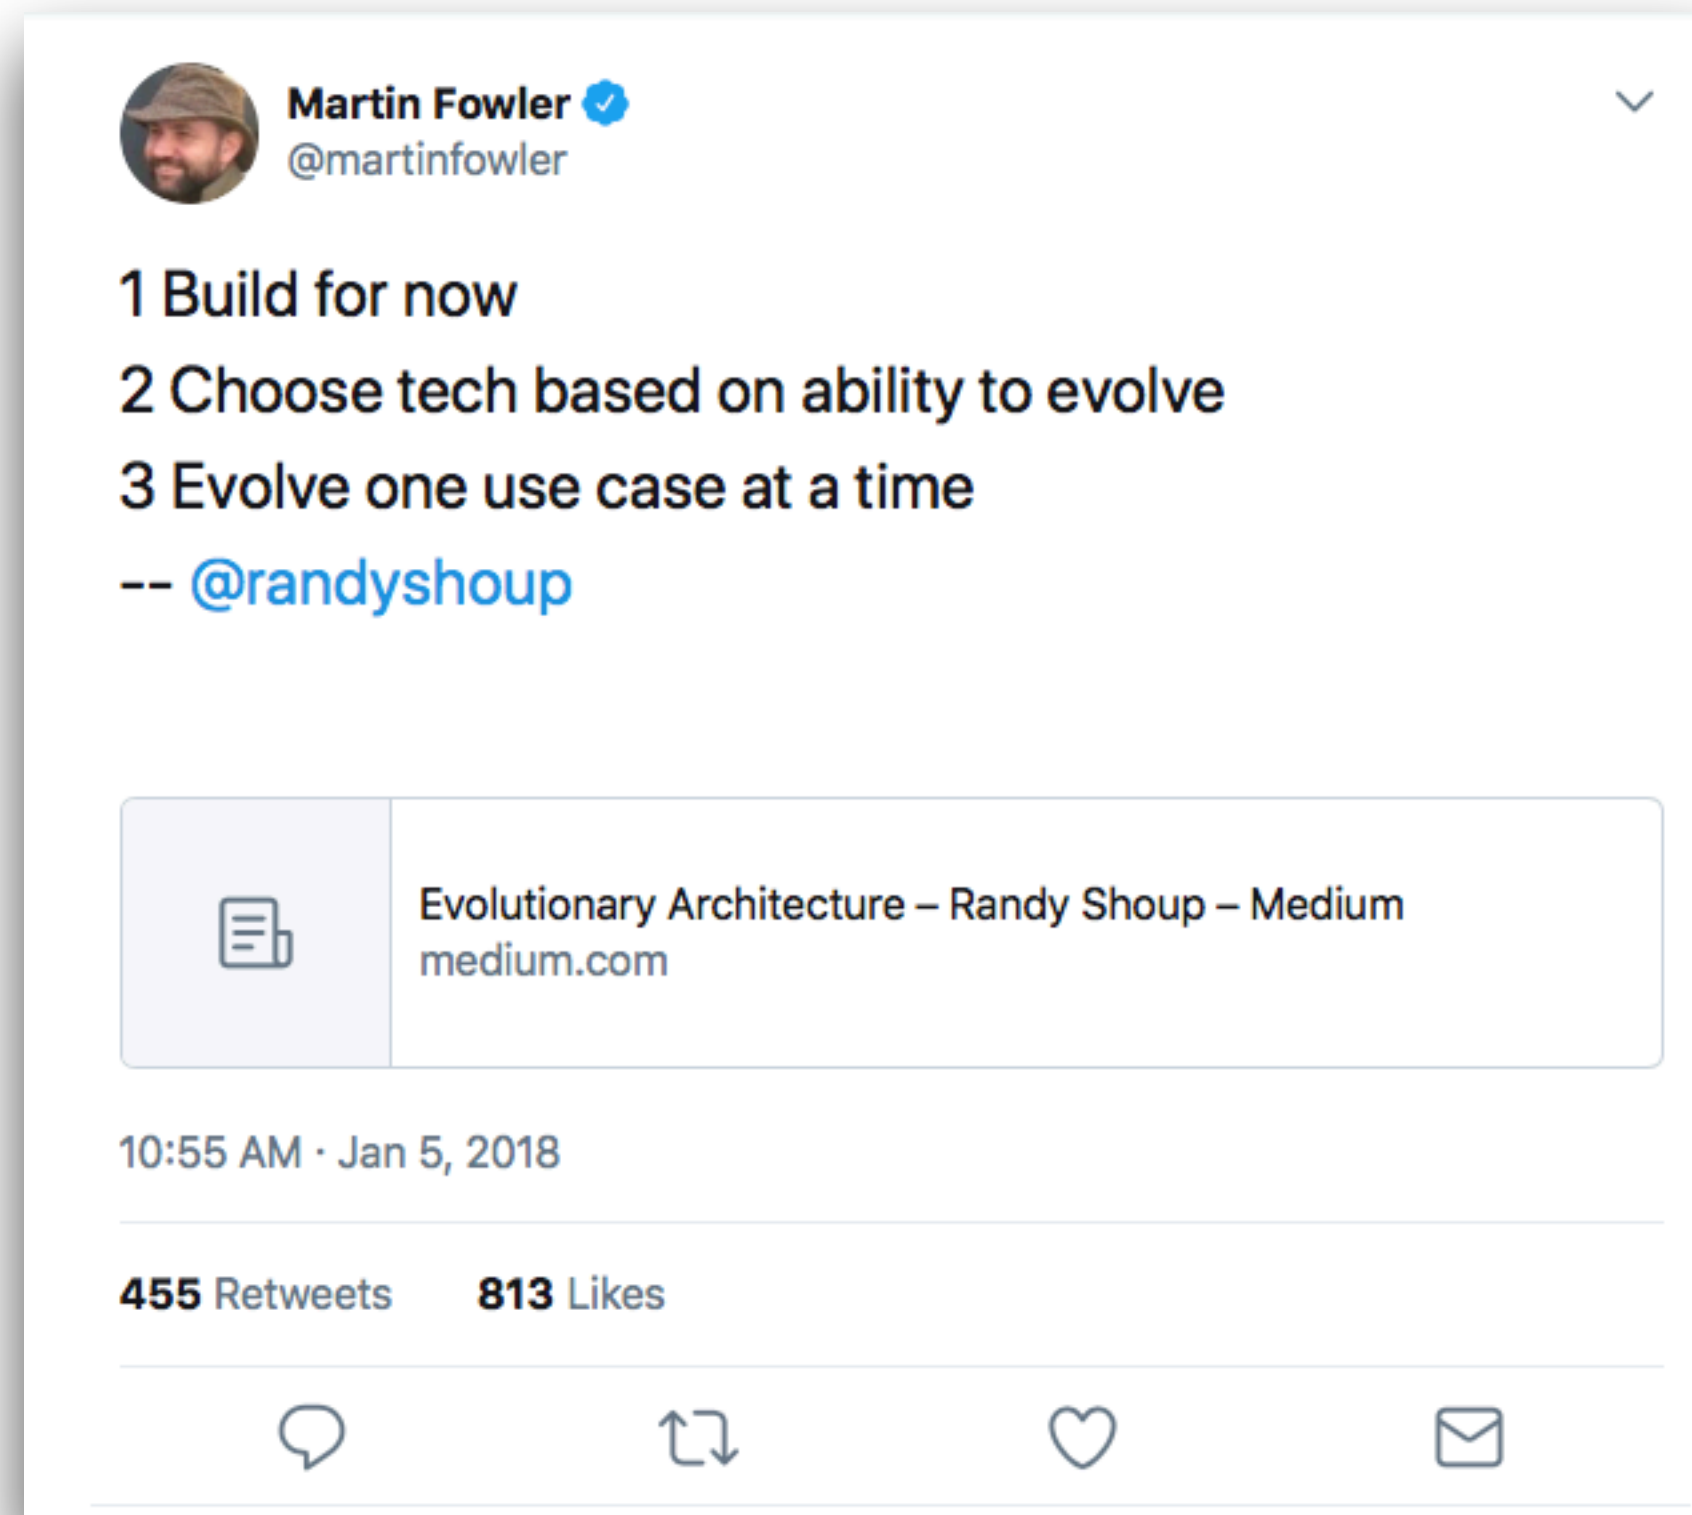 Martin Fowler
@martinfowler
1 Build for now
2 Choose tech based on ability to evolve
3 Evolve one use case at a time
-- @randyshoup
Evolutionary Architecture – Randy Shoup – Medium
medium.com
10:55 AM · Jan 5, 2018
455 Retweets 813 Likes